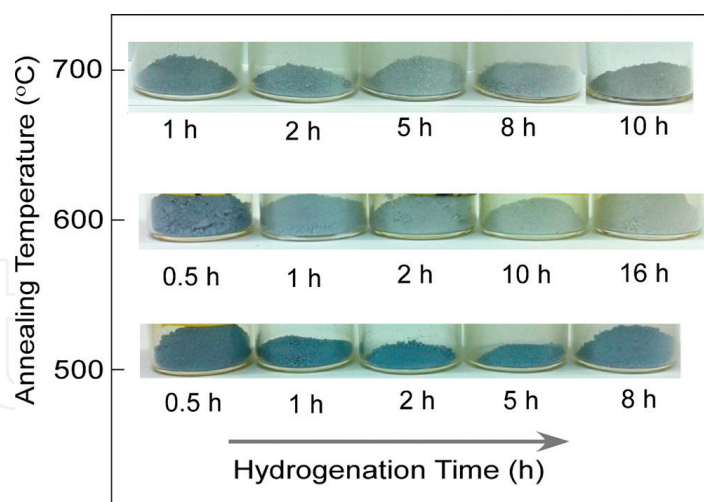 Annealing Temperature (°C)
700
1 h 2 h 5 h 8 h 10 h
600
0.5 h 1 h 2 h 10 h 16 h
500
0.5 h 1 h 2 h 5 h 8 h
Hydrogenation Time (h)